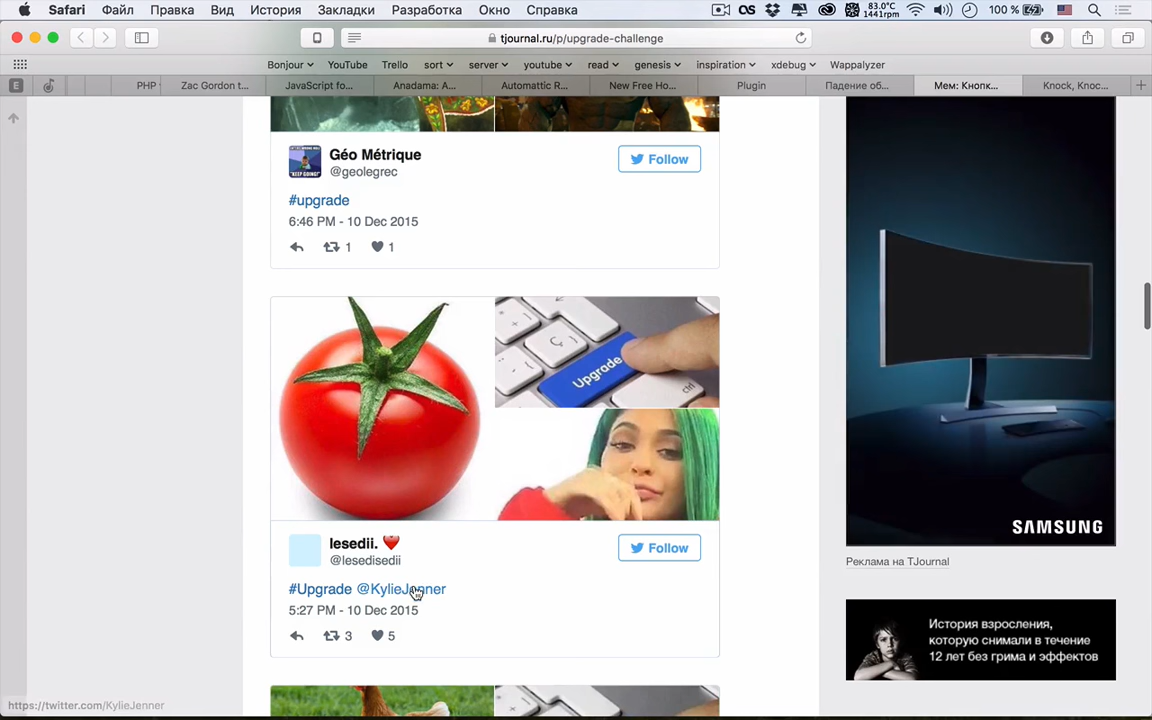 Safari Файл Правка Вид История Закладки Разработка Окно Справка 83.0°C 1441rpm 100 %
tjournal.ru/p/upgrade-challenge
Bonjour YouTube Trello sort server youtube read genesis inspiration xdebug Wappalyzer
E PHP Zac Gordon t... JavaScript fo... Anadama: A... Automattic R... New Free Ho... Plugin Падение об... Мем: Кнопк... Knock, Knoc...
"KEEP GOING!"
Géo Métrique
@geolegrec
Follow
#upgrade
6:46 PM - 10 Dec 2015
1 1
Upgrade
ctrl
lesedii.
@lesedisedii
Follow
#Upgrade @KylieJenner
5:27 PM - 10 Dec 2015
3 5
SAMSUNG
Реклама на TJournal
История взросления,
которую снимали в течение
12 лет без грима и эффектов
https://twitter.com/KylieJenner